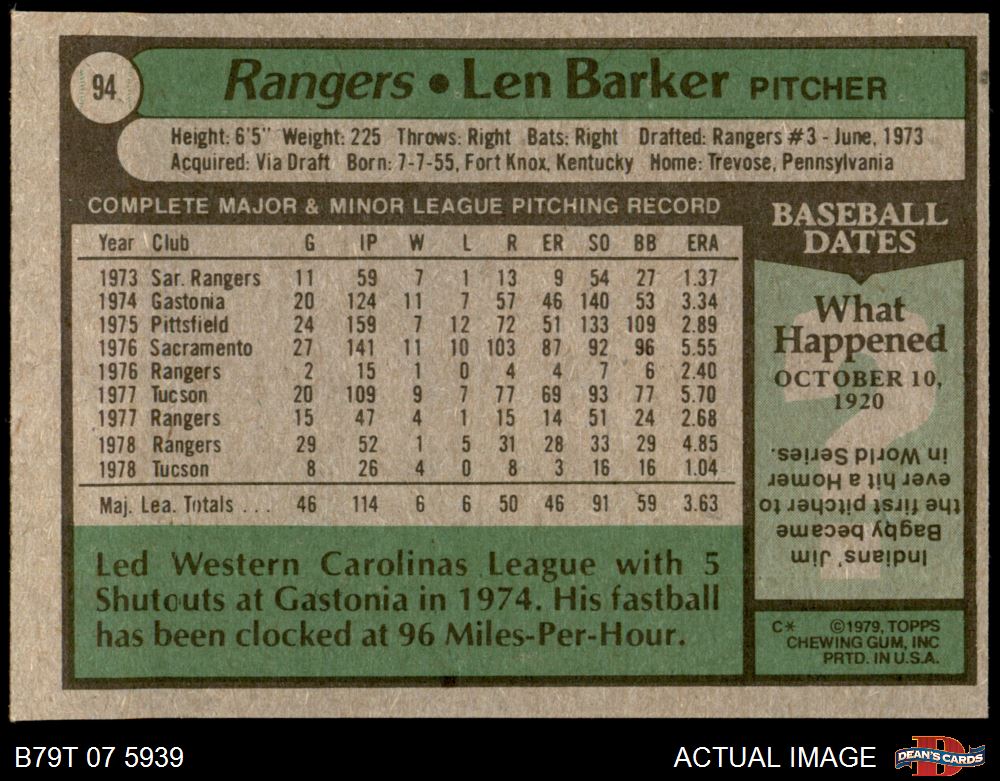 94
Rangers • Len Barker PITCHER
Height: 6'5" Weight: 225 Throws: Right Bats: Right Drafted: Rangers #3 - June, 1973
Acquired: Via Draft Born: 7-7-55, Fort Knox, Kentucky Home: Trevose, Pennsylvania
COMPLETE MAJOR & MINOR LEAGUE PITCHING RECORD
Year Club G IP W L R ER SO BB ERA
1973 Sar. Rangers 11 59 7 1 13 9 54 27 1.37
1974 Gastonia 20 124 11 7 57 46 140 53 3.34
1975 Pittsfield 24 159 7 12 72 51 133 109 2.89
1976 Sacramento 27 141 11 10 103 87 92 96 5.55
1976 Rangers 2 15 1 0 4 4 7 6 2.40
1977 Tucson 20 109 9 7 77 69 93 77 5.70
1977 Rangers 15 47 4 1 15 14 51 24 2.68
1978 Rangers 29 52 1 5 31 28 33 29 4.85
1978 Tucson 8 26 4 0 8 3 16 16 1.04
Maj. Lea. Totals ... 46 114 6 6 50 46 91 59 3.63
Led Western Carolinas League with 5
Shutouts at Gastonia in 1974. His fastball
has been clocked at 96 Miles-Per-Hour.
BASEBALL
DATES
What
Happened
OCTOBER 10,
1920
?
Indians' Jim
Bagby became
the first pitcher to
ever hit a Homer
in World Series.
C* ©1979, TOPPS
CHEWING GUM, INC
PRTD. IN U.S.A.
B79T 07 5939
ACTUAL IMAGE
D
DEAN'S CARDS